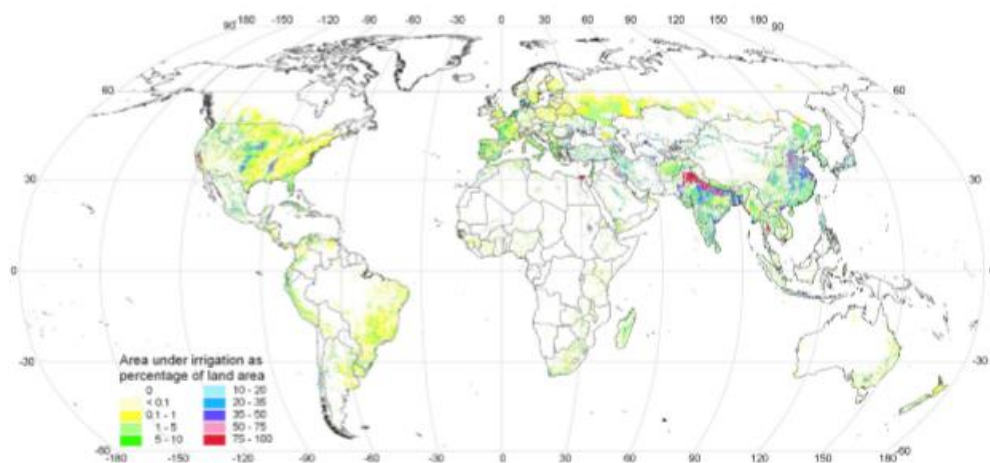 90 -180 -150 -120 -90 -60 -30 0 30 60 90 120 150 180 90
60 60
30 30
0 0
-30 -30
Area under irrigation as
percentage of land area
0 10 - 20
< 0.1 20 - 35
0.1 - 1 35 - 50
1 - 5 50 - 75
5 - 10 75 - 100
-60 -60
-180 -150 -120 -90 -60 -30 0 30 60 90 120 150 180